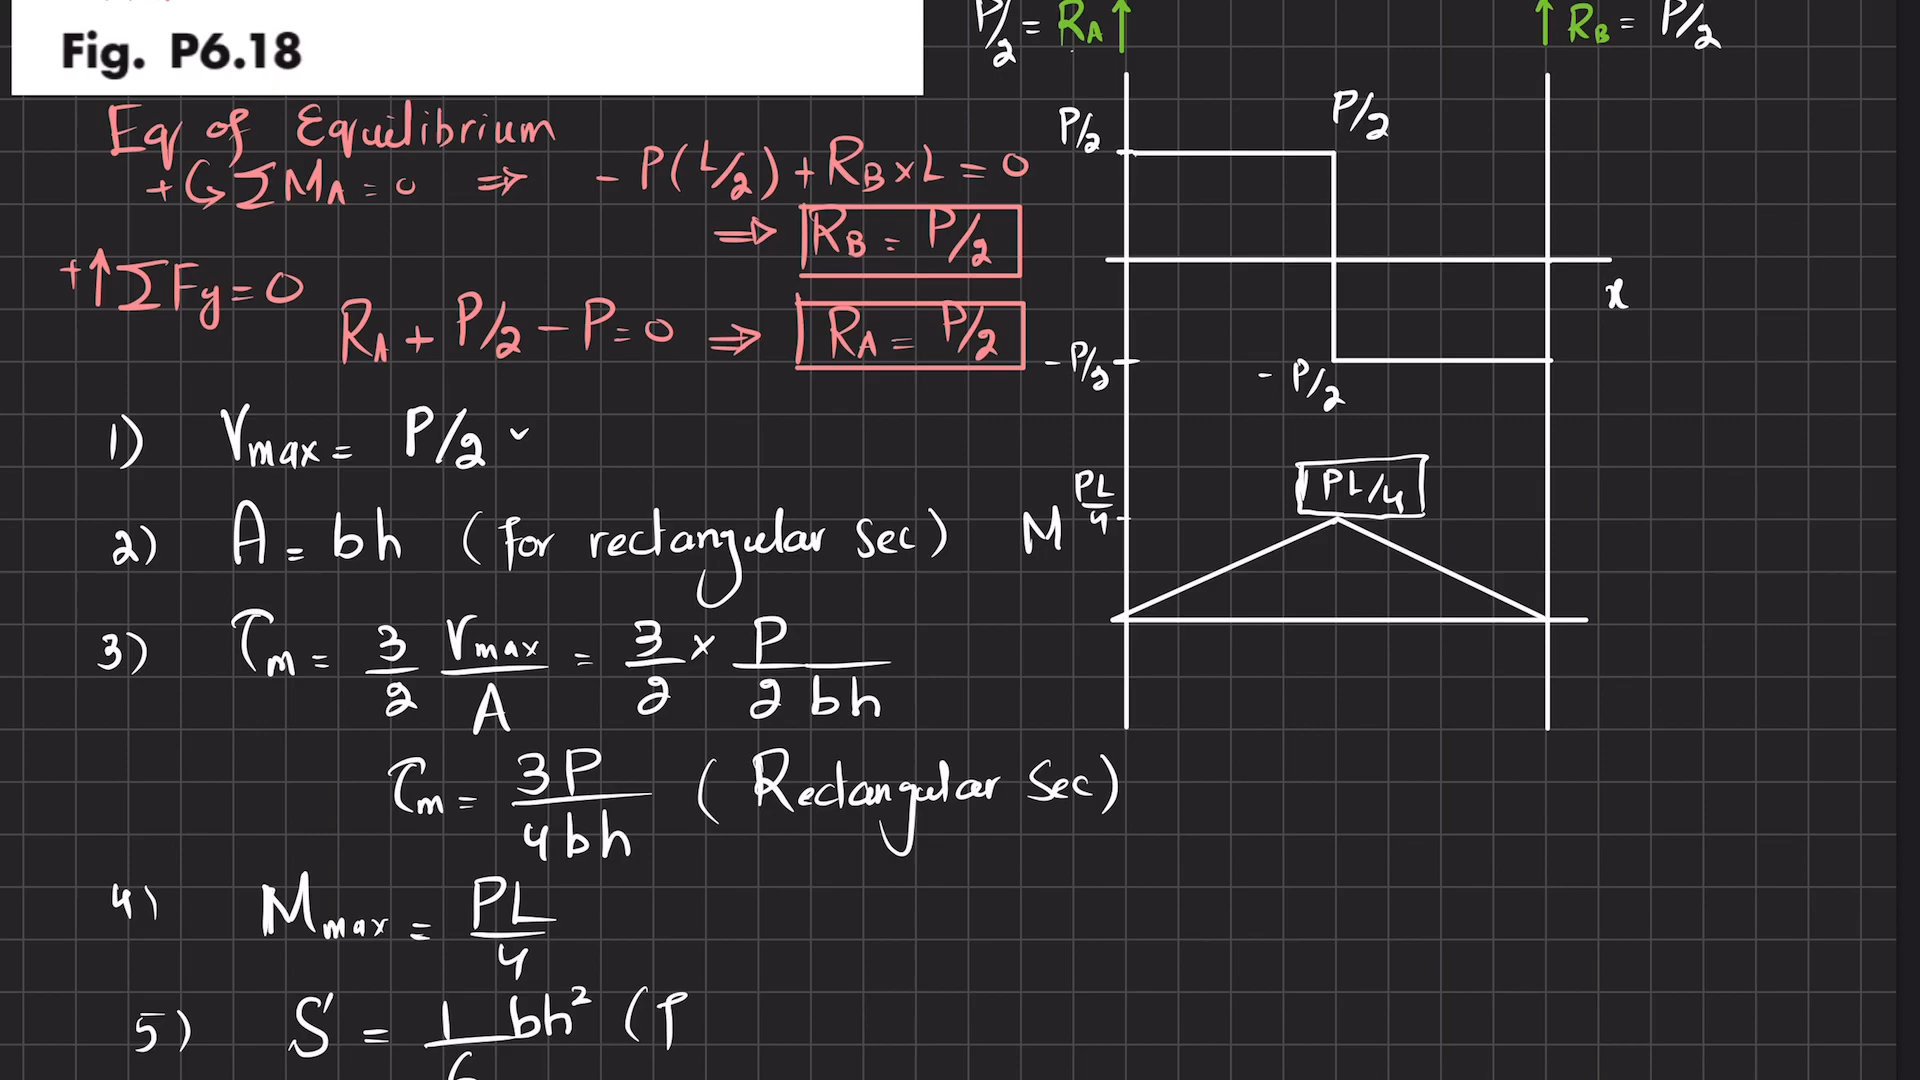 Fig. P6.18
P/2 = RA ↑
↑ RB = P/2
Eq of Equilibrium
+ ↺ ΣMA = 0 ⇒ - P(L/2) + RB×L = 0
⇒ RB = P/2
+↑ΣFy = 0
RA + P/2 - P = 0 ⇒ RA = P/2
1) Vmax = P/2
2) A = bh (for rectangular Sec)
3) τm = 3/2 Vmax/A = 3/2 × P/2bh
τm = 3P/4bh (Rectangular Sec)
4) Mmax = PL/4
5) S = 1/6 bh² (f
P/2
P/2
x
- P/2
- P/2
M
PL/4
PL/4